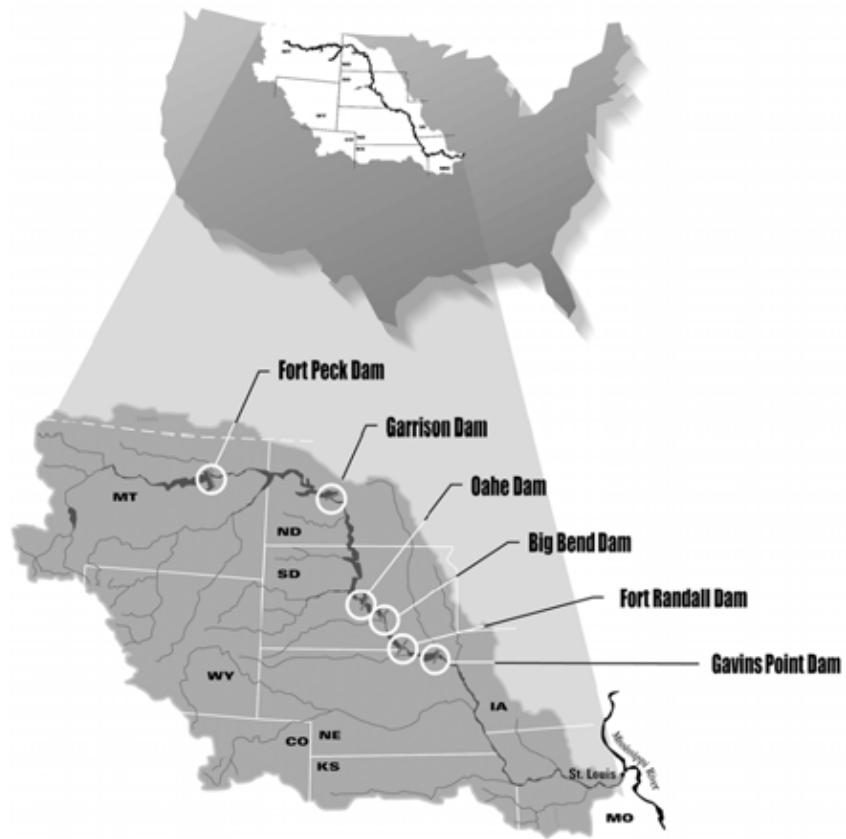 Fort Peck Dam
Garrison Dam
Oahe Dam
Big Bend Dam
Fort Randall Dam
Gavins Point Dam
MT
ND
SD
WY
IA
CO
NE
KS
St. Louis
Mississippi River
MO